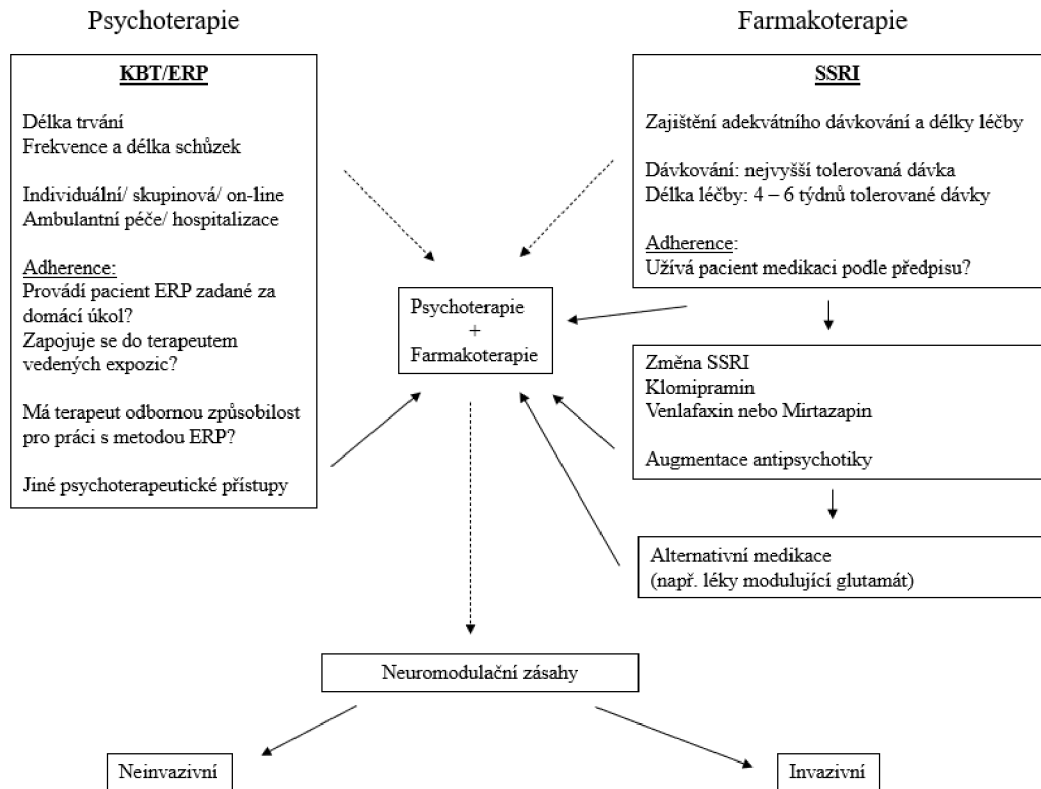 Psychoterapie
Farmakoterapie
KBT/ERP
Délka trvání
Frekvence a délka schůzek
Individuální/ skupinová/ on-line
Ambulantní péče/ hospitalizace
Adherence:
Provádí pacient ERP zadané za
domácí úkol?
Zapojuje se do terapeutem
vedených expozic?
Má terapeut odbornou způsobilost
pro práci s metodou ERP?
Jiné psychoterapeutické přístupy
SSRI
Zajištění adekvátního dávkování a délky léčby
Dávkování: nejvyšší tolerovaná dávka
Délka léčby: 4 – 6 týdnů tolerované dávky
Adherence:
Užívá pacient medikaci podle předpisu?
Psychoterapie
+
Farmakoterapie
Změna SSRI
Klomipramin
Venlafaxin nebo Mirtazapin
Augmentace antipsychotiky
Alternativní medikace
(např. léky modulující glutamát)
Neuromodulační zásahy
Neinvazivní
Invazivní